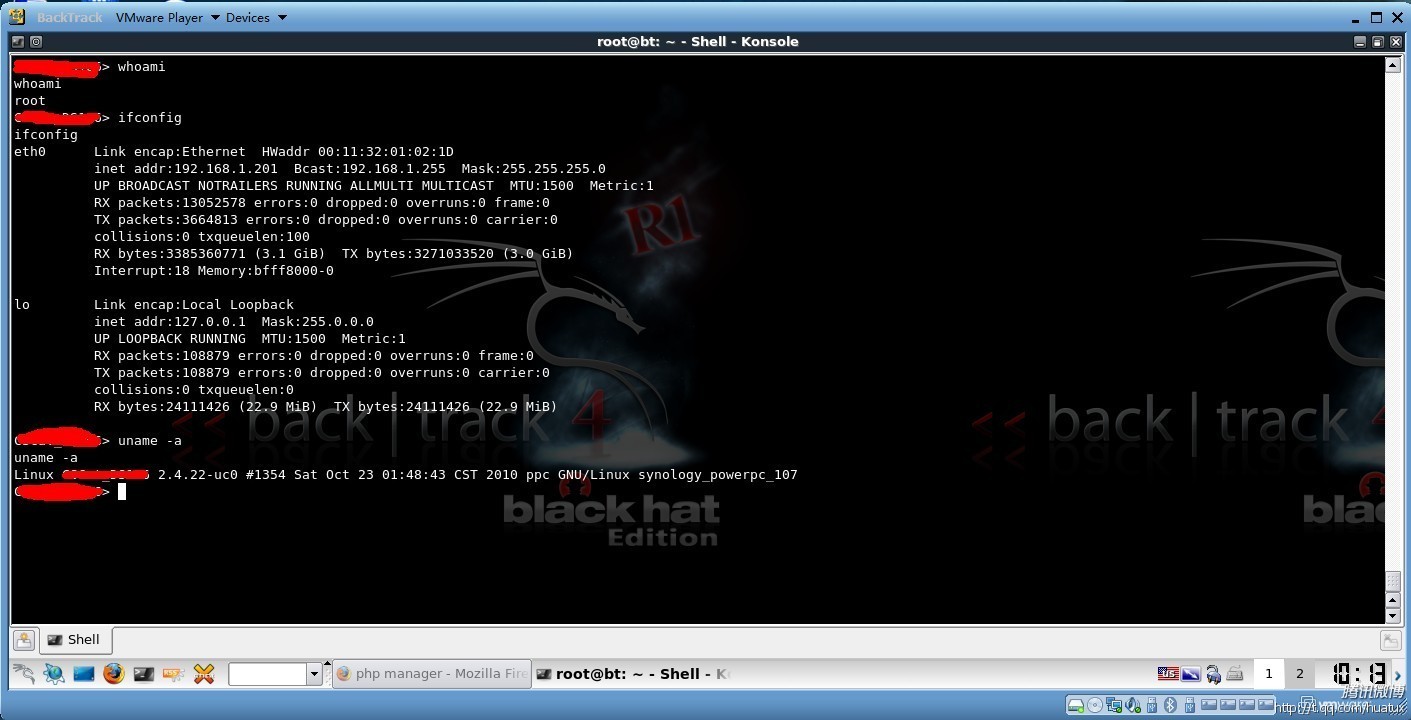 BackTrack VMware Player Devices
root@bt: ~ - Shell - Konsole
> whoami
whoami
root
> ifconfig
ifconfig
eth0 Link encap:Ethernet HWaddr 00:11:32:01:02:1D
inet addr:192.168.1.201 Bcast:192.168.1.255 Mask:255.255.255.0
UP BROADCAST NOTRAILERS RUNNING ALLMULTI MULTICAST MTU:1500 Metric:1
RX packets:13052578 errors:0 dropped:0 overruns:0 frame:0
TX packets:3664813 errors:0 dropped:0 overruns:0 carrier:0
collisions:0 txqueuelen:100
RX bytes:3385360771 (3.1 GiB) TX bytes:3271033520 (3.0 GiB)
Interrupt:18 Memory:bfff8000-0
R1
lo Link encap:Local Loopback
inet addr:127.0.0.1 Mask:255.0.0.0
UP LOOPBACK RUNNING MTU:1500 Metric:1
RX packets:108879 errors:0 dropped:0 overruns:0 frame:0
TX packets:108879 errors:0 dropped:0 overruns:0 carrier:0
collisions:0 txqueuelen:0
RX bytes:24111426 (22.9 MiB) TX bytes:24111426 (22.9 MiB)
<< back | track 4 << back | track 4
> uname -a
uname -a
Linux 2.4.22-uc0 #1354 Sat Oct 23 01:48:43 CST 2010 ppc GNU/Linux synology_powerpc_107
>
black hat bla
Edition
Shell
php manager - Mozilla Fire root@bt: ~ - Shell - K US 1 2 10:13
腾讯微博
vmware
http://t.qq.com/huatux